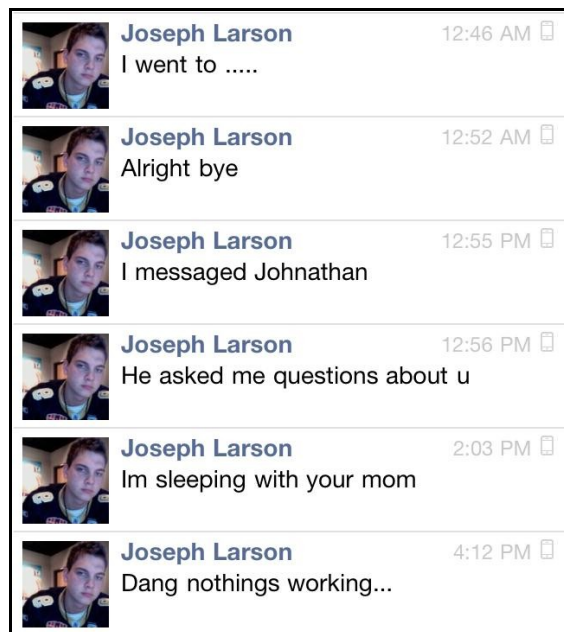 Joseph Larson 12:46 AM
I went to .....
Joseph Larson 12:52 AM
Alright bye
Joseph Larson 12:55 PM
I messaged Johnathan
Joseph Larson 12:56 PM
He asked me questions about u
Joseph Larson 2:03 PM
Im sleeping with your mom
Joseph Larson 4:12 PM
Dang nothings working...